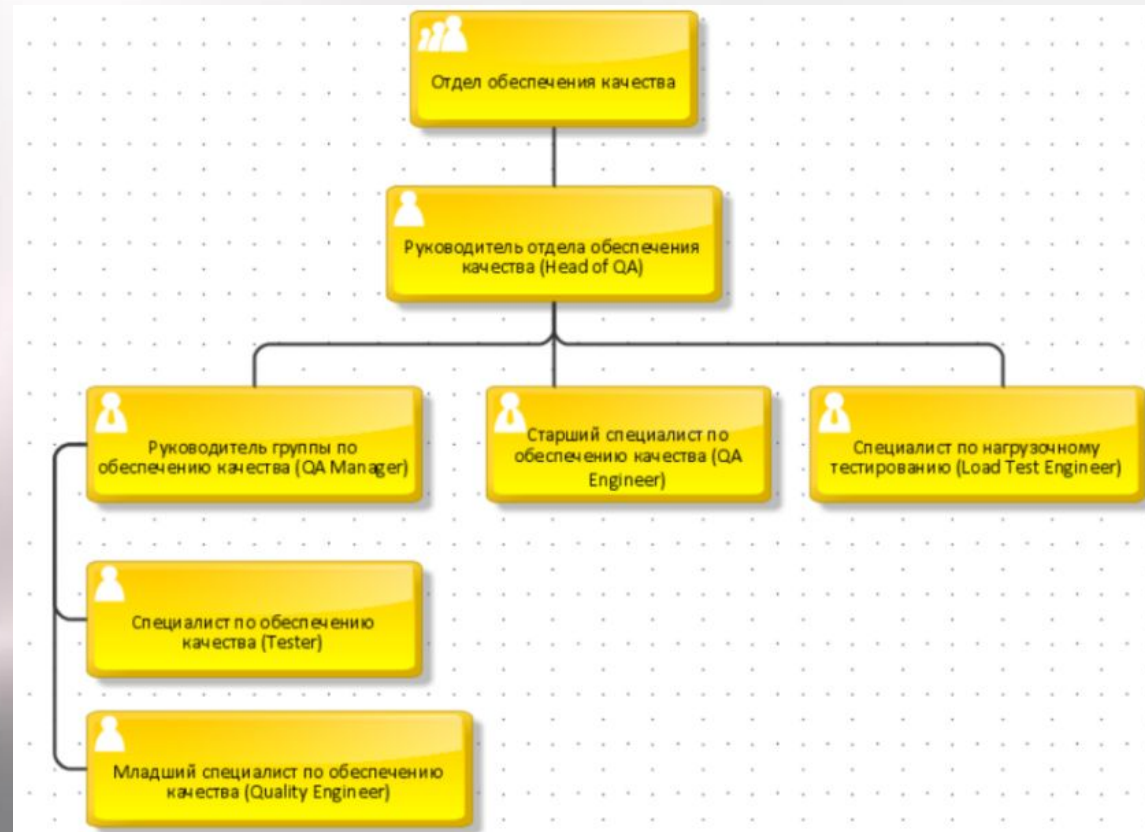 Отдел обеспечения качества
Руководитель отдела обеспечения
качества (Head of QA)
Руководитель группы по
обеспечению качества (QA Manager)
Старший специалист по
обеспечению качества (QA
Engineer)
Специалист по нагрузочному
тестированию (Load Test Engineer)
Специалист по обеспечению
качества (Tester)
Младший специалист по обеспечению
качества (Quality Engineer)